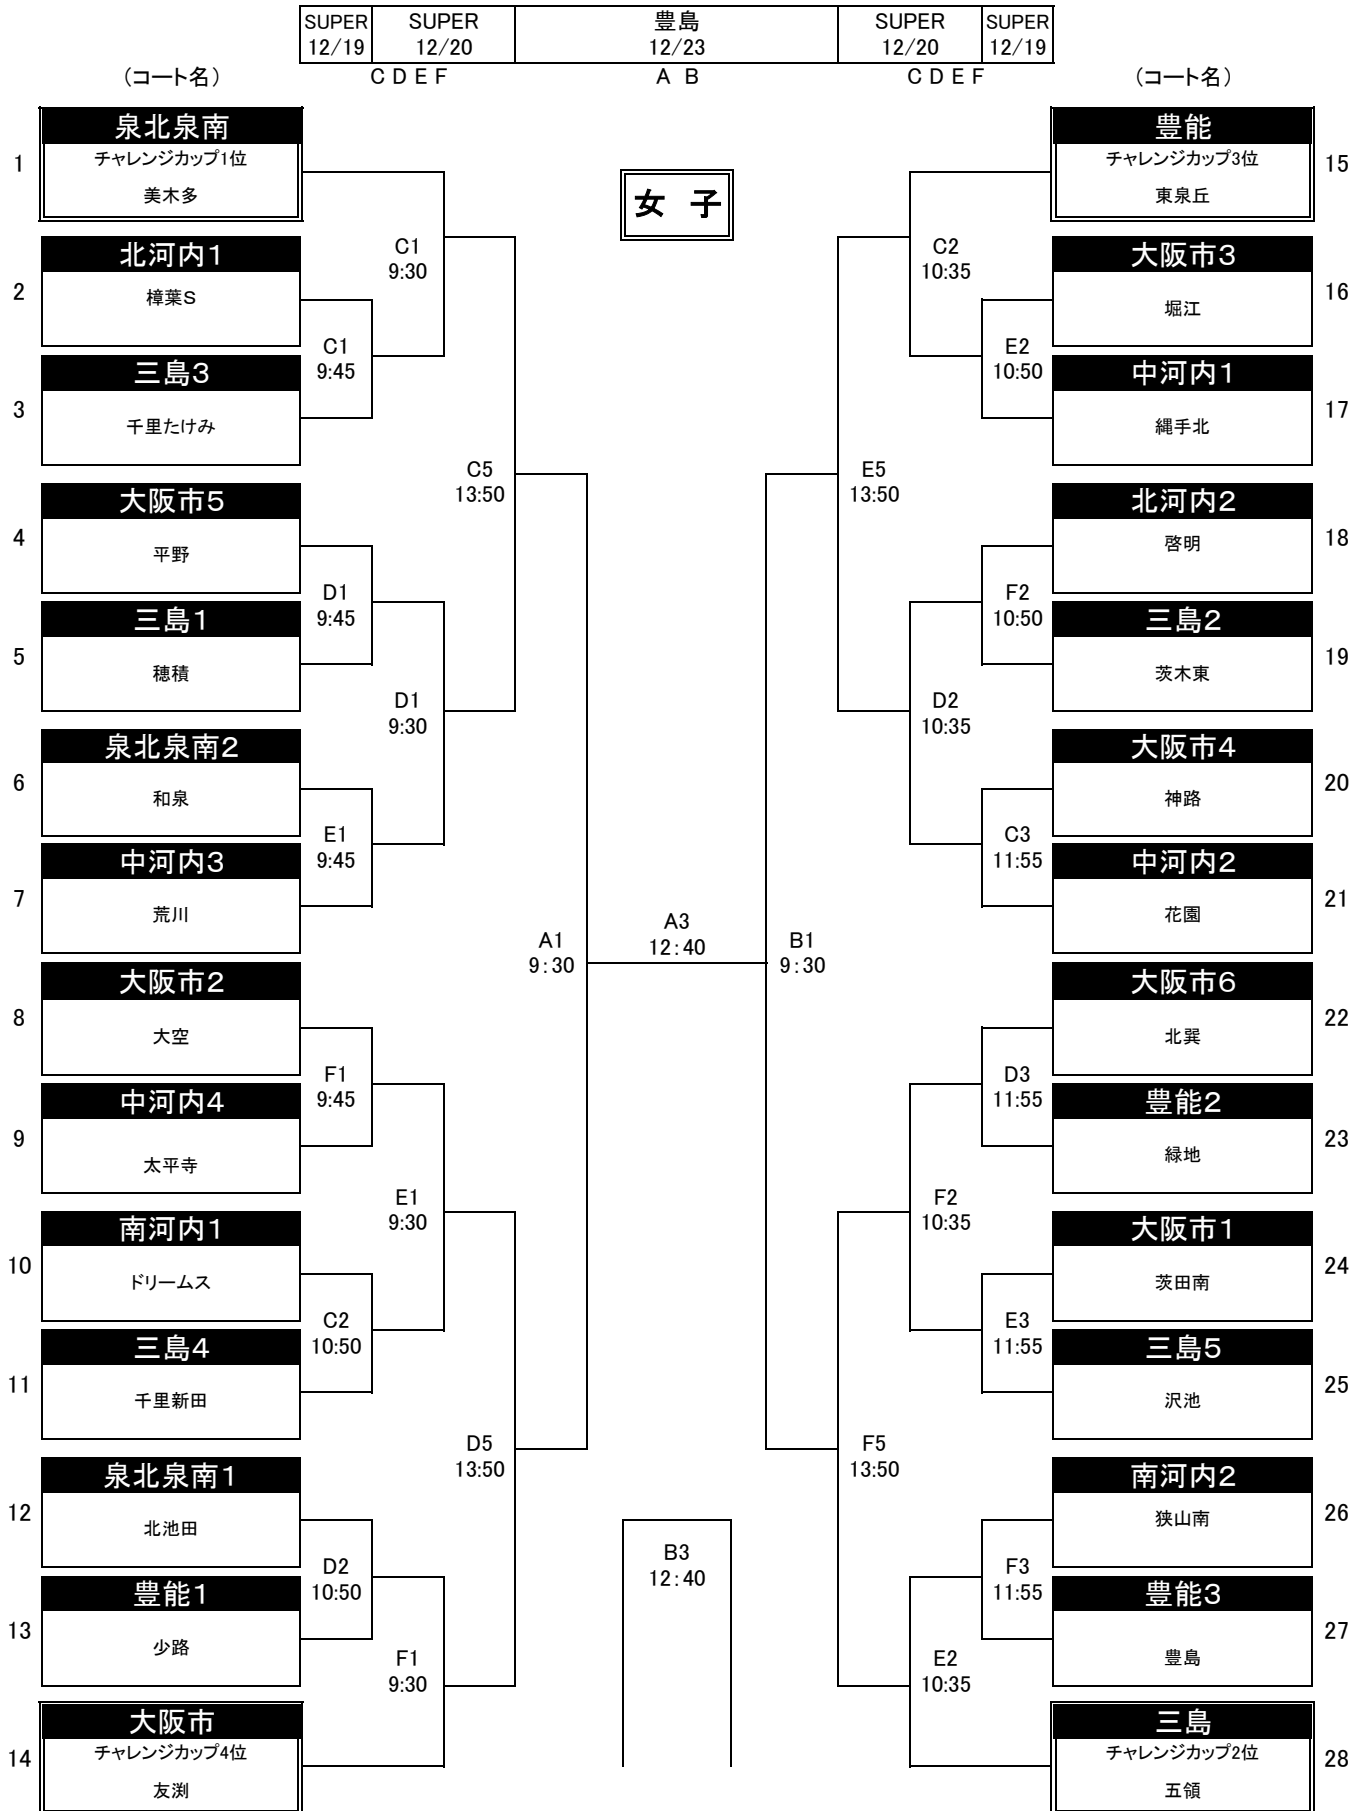 SUPER SUPER 豊島 SUPER SUPER
12/19 12/20 12/23 12/20 12/19
（コート名） C D E F A B C D E F （コート名）
女 子
泉北泉南
1 チャレンジカップ1位
美木多
北河内1
2 樟葉S
三島3
3 千里たけみ
大阪市5
4 平野
三島1
5 穂積
泉北泉南2
6 和泉
中河内3
7 荒川
大阪市2
8 大空
中河内4
9 太平寺
南河内1
10 ドリームス
三島4
11 千里新田
泉北泉南1
12 北池田
豊能1
13 少路
大阪市
14 チャレンジカップ4位
友渕
C1
9:45
D1
9:45
E1
9:45
F1
9:45
C2
10:50
D2
10:50
C1
9:30
D1
9:30
E1
9:30
F1
9:30
C5
13:50
D5
13:50
A1
9:30
A3
12:40
B1
9:30
B3
12:40
E5
13:50
F5
13:50
C2
10:35
D2
10:35
F2
10:35
E2
10:35
E2
10:50
F2
10:50
C3
11:55
D3
11:55
E3
11:55
F3
11:55
豊能
チャレンジカップ3位 15
東泉丘
大阪市3
堀江 16
中河内1
縄手北 17
北河内2
啓明 18
三島2
茨木東 19
大阪市4
神路 20
中河内2
花園 21
大阪市6
北巽 22
豊能2
緑地 23
大阪市1
茨田南 24
三島5
沢池 25
南河内2
狭山南 26
豊能3
豊島 27
三島
チャレンジカップ2位 28
五領